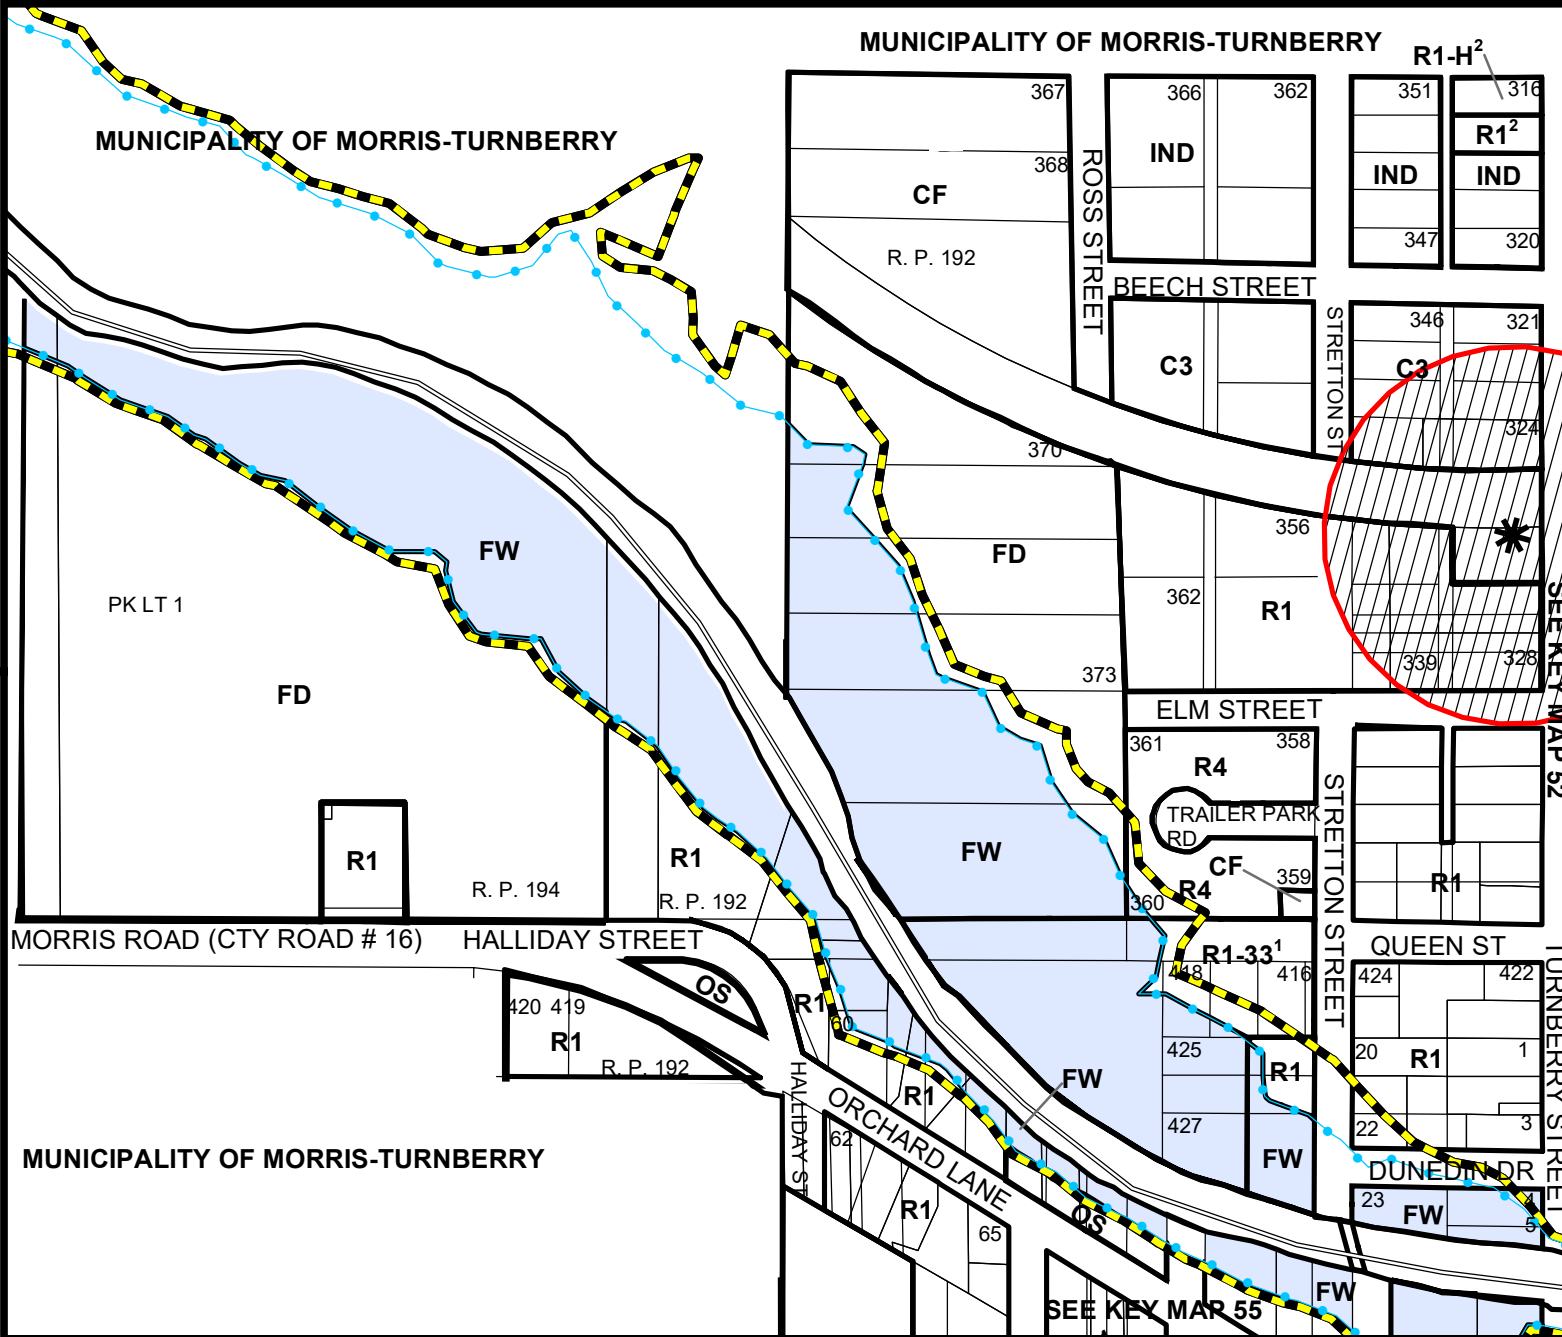 MUNICIPALITY OF MORRIS-TURNBERRY
R1-H²
367
366
362
351
316
MUNICIPALITY OF MORRIS-TURNBERRY
R1²
IND
368
CF
ROSS STREET
IND
IND
347
320
R. P. 192
BEECH STREET
STRETTON ST
346
321
C3
C3
324
370
356
FW
FD
PK LT 1
362
R1
339
328
SEE KEY MAP 52
373
FD
ELM STREET
361
358
R4
TRAILER PARK
RD
STRETTON STREET
FW
R1
R1
CF
359
R4
R1
R. P. 194
R. P. 192
360
MORRIS ROAD (CTY ROAD # 16)
HALLIDAY STREET
QUEEN ST
R1-33¹
418
416
424
422
TURNBERRY STREET
OS
420
419
R1
60
R1
R. P. 192
425
R1
20
R1
1
FW
R1
HALLIDAY ST
ORCHARD LANE
62
427
22
3
MUNICIPALITY OF MORRIS-TURNBERRY
FW
DUNEDIN DR
R1
65
OS
23
FW
4
5
FW
SEE KEY MAP 55